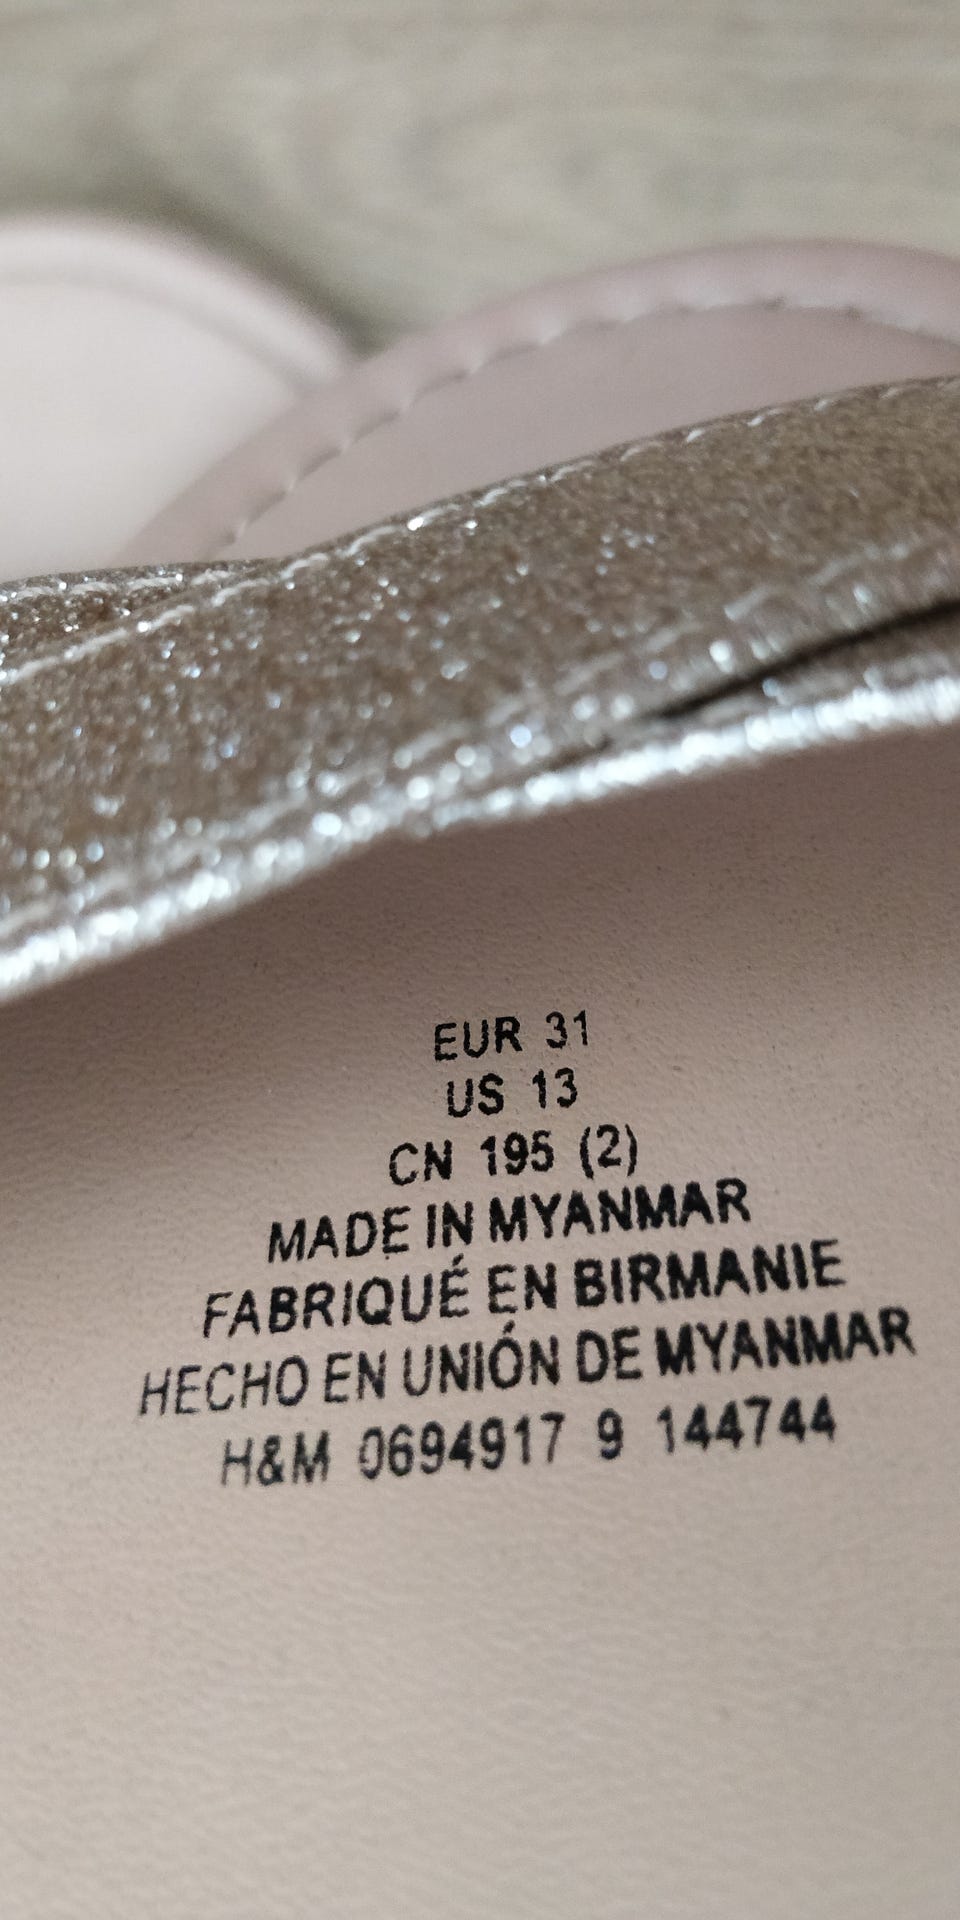 EUR 31
US 13
CN 195 (2)
MADE IN MYANMAR
FABRIQUÉ EN BIRMANIE
HECHO EN UNIÓN DE MYANMAR
H&M 0694917 9 144744